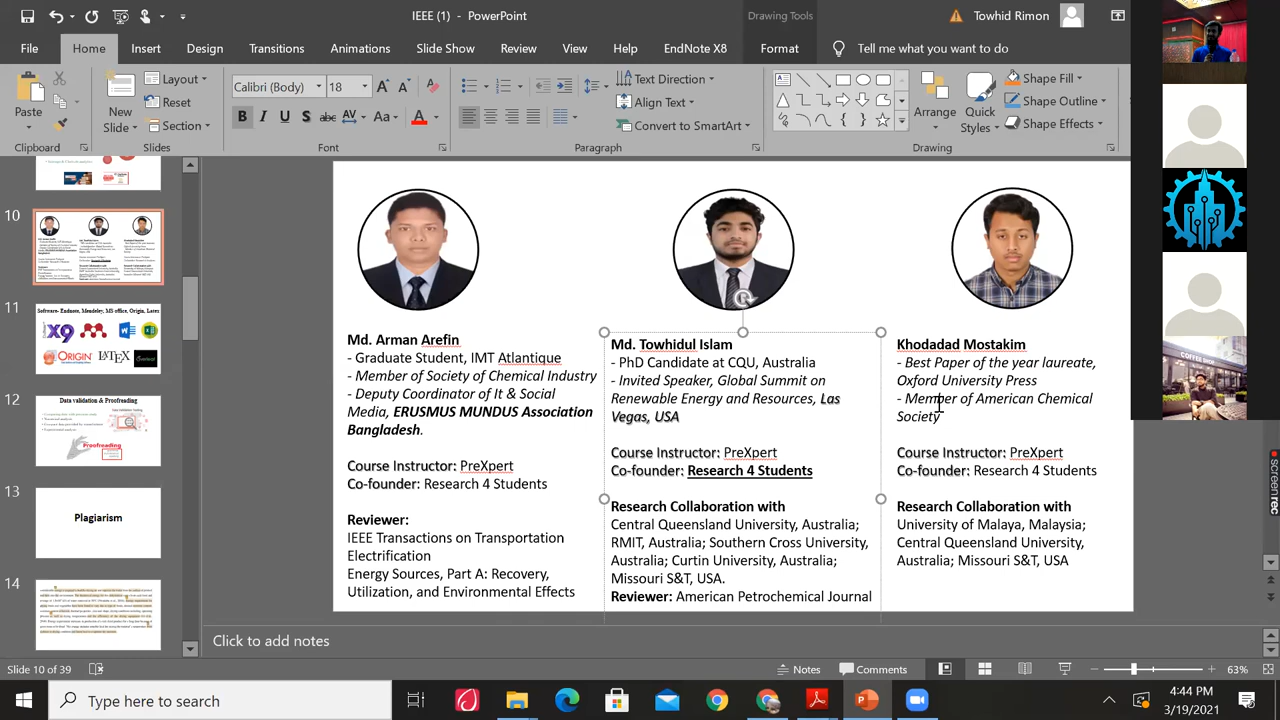 IEEE (1) - PowerPoint
Drawing Tools
Towhid Rimon
File
Home
Insert
Design
Transitions
Animations
Slide Show
Review
View
Help
EndNote X8
Format
Tell me what you want to do
Paste
Clipboard
New Slide
Layout
Reset
Section
Slides
Calibri (Body)
18
Font
Text Direction
Align Text
Convert to SmartArt
Paragraph
Arrange
Quick Styles
Shape Fill
Shape Outline
Shape Effects
Drawing
10
11
Software- Endnote, Mendeley, MS office, Origin, Latex
X9
ORIGIN
LATEX
12
Data validation & Proofreading
Proofreading
13
Plagiarism
14
Md. Arman Arefin
- Graduate Student, IMT Atlantique
- Member of Society of Chemical Industry
- Deputy Coordinator of It & Social
Media, ERUSMUS MUNDUS Association
Bangladesh.
Course Instructor: PreXpert
Co-founder: Research 4 Students
Reviewer:
IEEE Transactions on Transportation
Electrification
Energy Sources, Part A: Recovery,
Utilization, and Environmental Effects
Md. Towhidul Islam
- PhD Candidate at CQU, Australia
- Invited Speaker, Global Summit on
Renewable Energy and Resources, Las
Vegas, USA
Course Instructor: PreXpert
Co-founder: Research 4 Students
Research Collaboration with
Central Queensland University, Australia;
RMIT, Australia; Southern Cross University,
Australia; Curtin University, Australia;
Missouri S&T, USA.
Reviewer: American Petrochemical Journal
Khodadad Mostakim
- Best Paper of the year laureate,
Oxford University Press
- Member of American Chemical
Society
Course Instructor: PreXpert
Co-founder: Research 4 Students
Research Collaboration with
University of Malaya, Malaysia;
Central Queensland University,
Australia; Missouri S&T, USA
COFFEE SHOP
screenrec
Click to add notes
Slide 10 of 39
Notes
Comments
63%
Type here to search
4:44 PM
3/19/2021